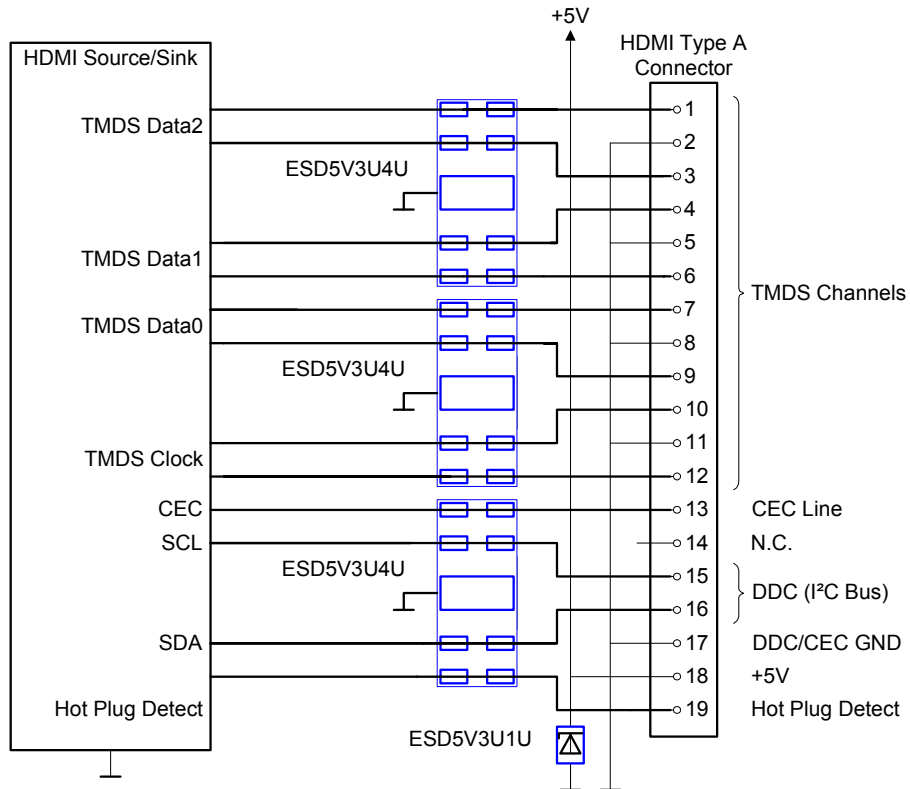 +5V
HDMI Source/Sink
HDMI Type A
Connector
TMDS Data2
ESD5V3U4U
TMDS Data1
TMDS Data0
ESD5V3U4U
TMDS Clock
CEC
SCL
ESD5V3U4U
SDA
Hot Plug Detect
ESD5V3U1U
1
2
3
4
5
6
7
8
9
10
11
12
13
14
15
16
17
18
19
TMDS Channels
CEC Line
N.C.
DDC (I²C Bus)
DDC/CEC GND
+5V
Hot Plug Detect